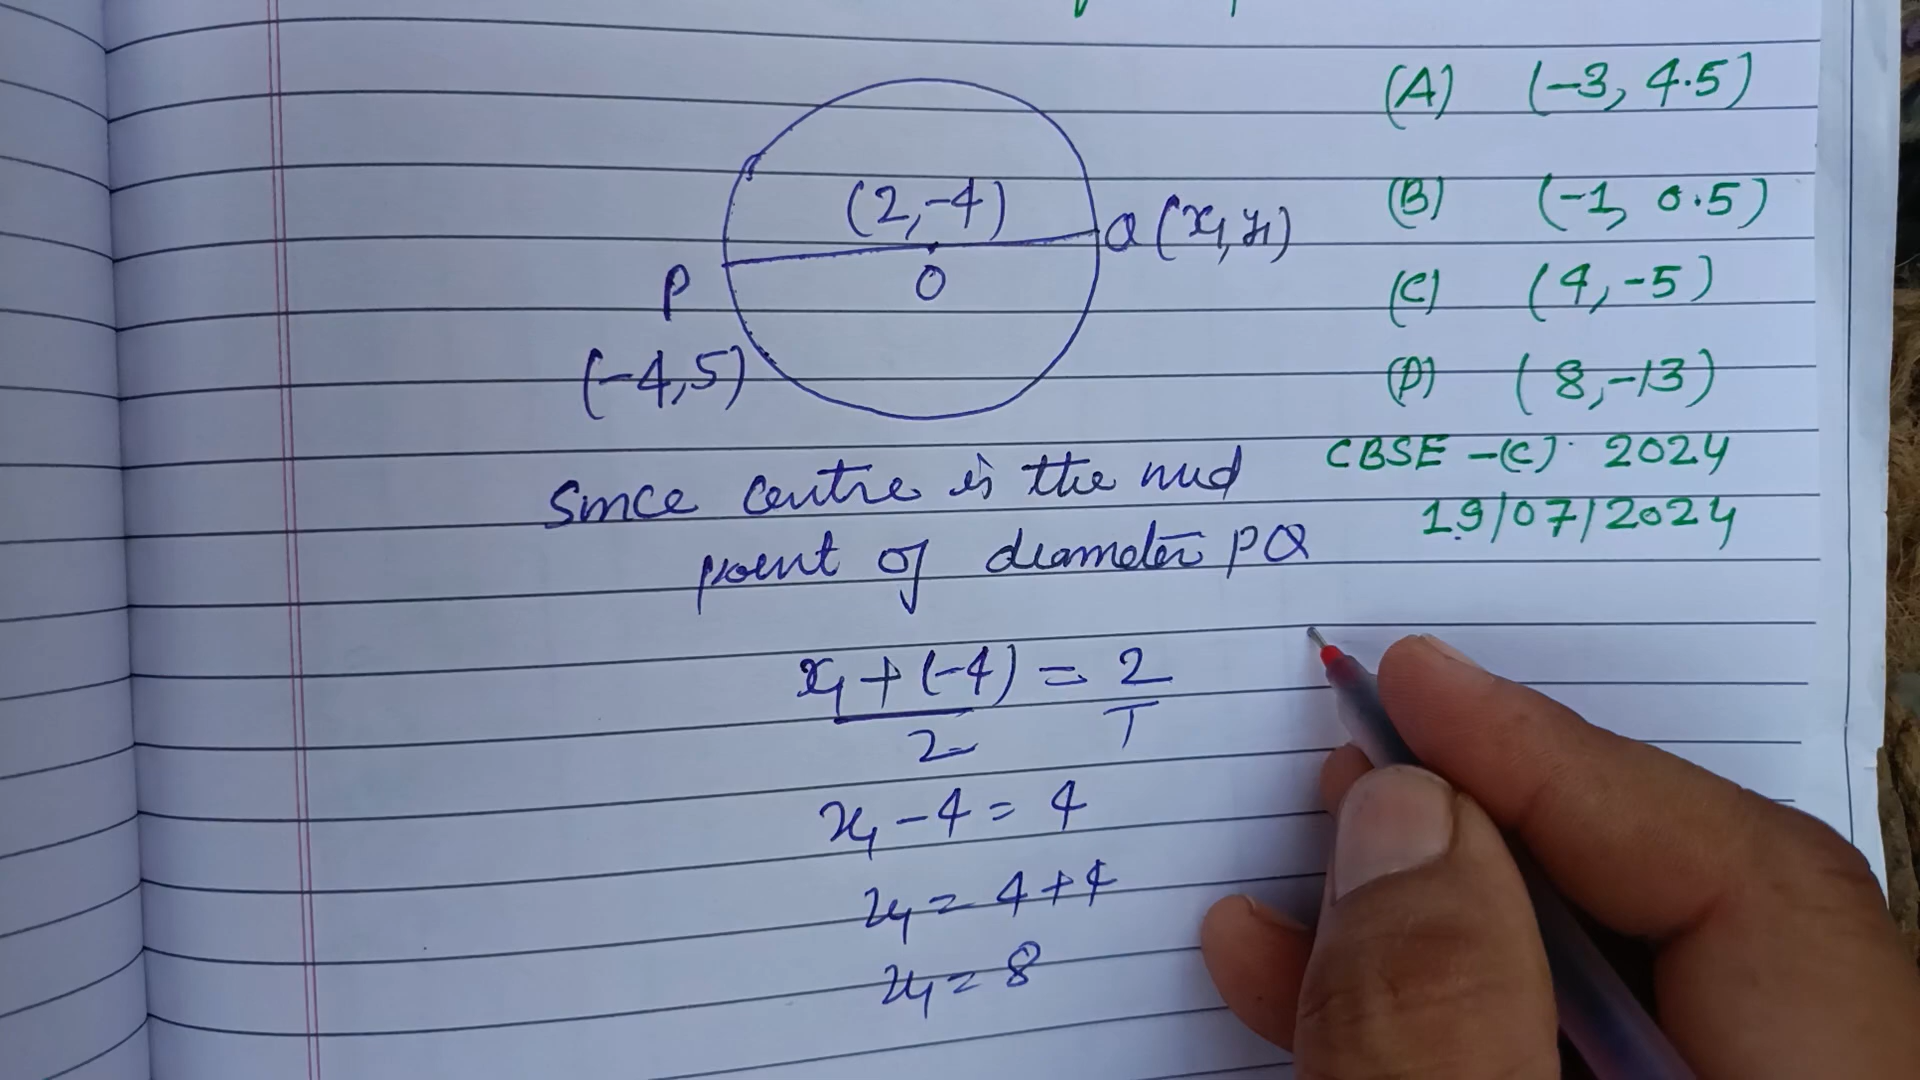 (A) (-3, 4.5)
(2,-4)
Q (x₁, y₁)
(B) (-1, 0.5)
P
O
(C) (4, -5)
(-4,5)
(D) (8,-13)
CBSE -(C). 2024
19/07/2024
Since centre is the mid
point of diameter PQ
x₁ + (-4) = 2
2 1
x₁ - 4 = 4
x₁ = 4 + 4
x₁ = 8